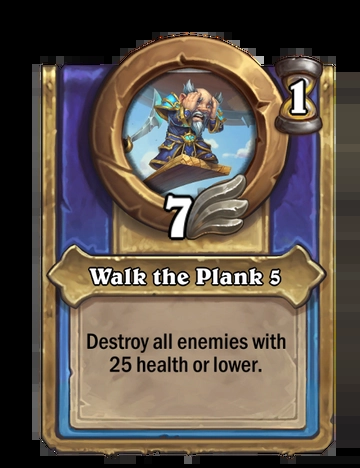 1
7
Walk the Plank 5
Destroy all enemies with
25 health or lower.